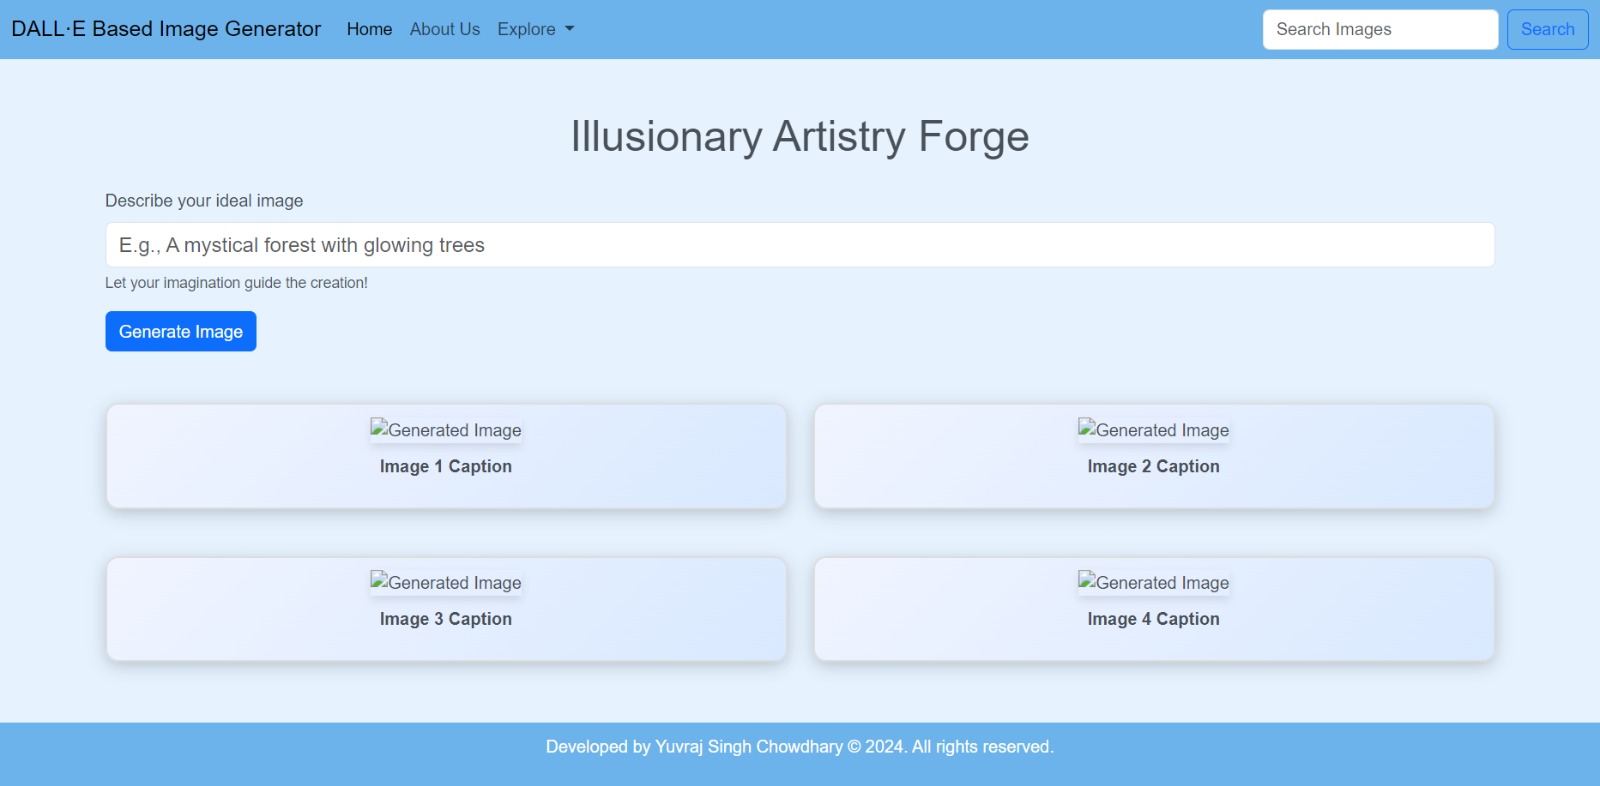 DALL·E Based Image Generator Home About Us Explore Search Images Search
Illusionary Artistry Forge
Describe your ideal image
E.g., A mystical forest with glowing trees
Let your imagination guide the creation!
Generate Image
Generated Image
Image 1 Caption
Generated Image
Image 2 Caption
Generated Image
Image 3 Caption
Generated Image
Image 4 Caption
Developed by Yuvraj Singh Chowdhary © 2024. All rights reserved.